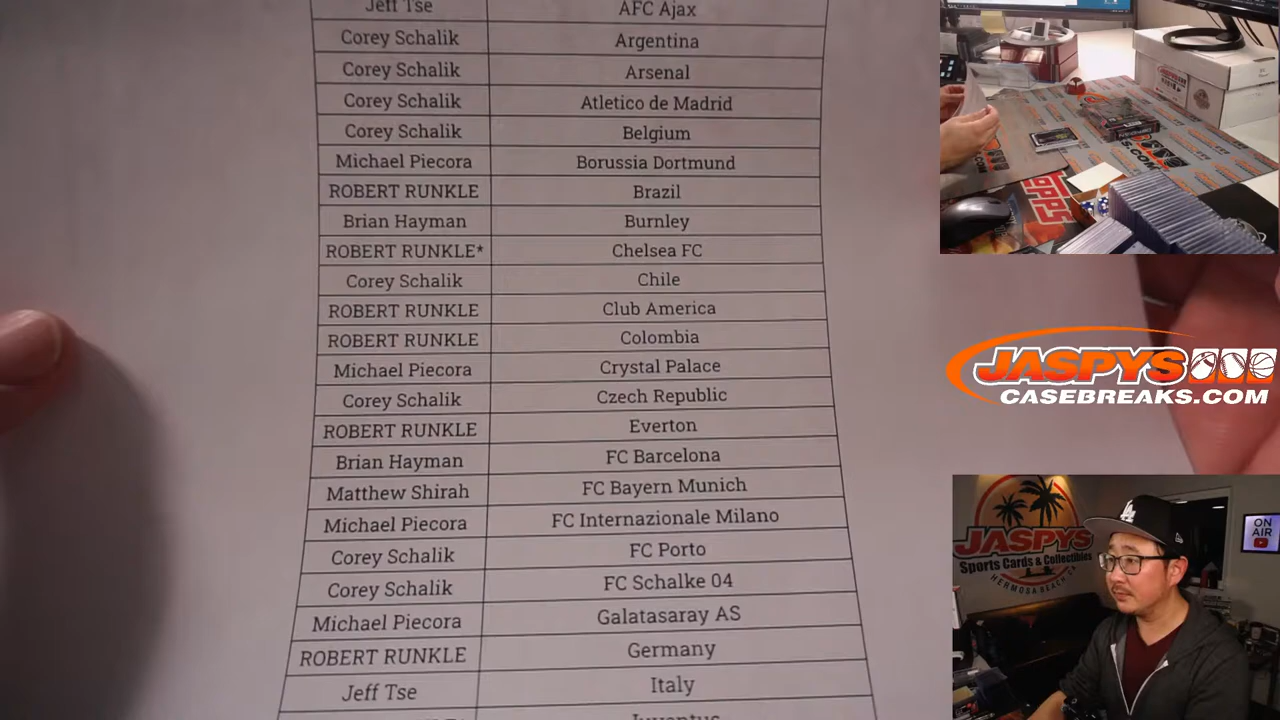 Jeff Tse AFC Ajax
Corey Schalik Argentina
Corey Schalik Arsenal
Corey Schalik Atletico de Madrid
Corey Schalik Belgium
Michael Piecora Borussia Dortmund
ROBERT RUNKLE Brazil
Brian Hayman Burnley
ROBERT RUNKLE* Chelsea FC
Corey Schalik Chile
ROBERT RUNKLE Club America
ROBERT RUNKLE Colombia
Michael Piecora Crystal Palace
Corey Schalik Czech Republic
ROBERT RUNKLE Everton
Brian Hayman FC Barcelona
Matthew Shirah FC Bayern Munich
Michael Piecora FC Internazionale Milano
Corey Schalik FC Porto
Corey Schalik FC Schalke 04
Michael Piecora Galatasaray AS
ROBERT RUNKLE Germany
Jeff Tse Italy
Juventus
TOPPS
.COM
JASPYS
CASEBREAKS.COM
JASPYS
Sports Cards & Collectibles
HERMOSA BEACH, CA
LA
ON
AIR